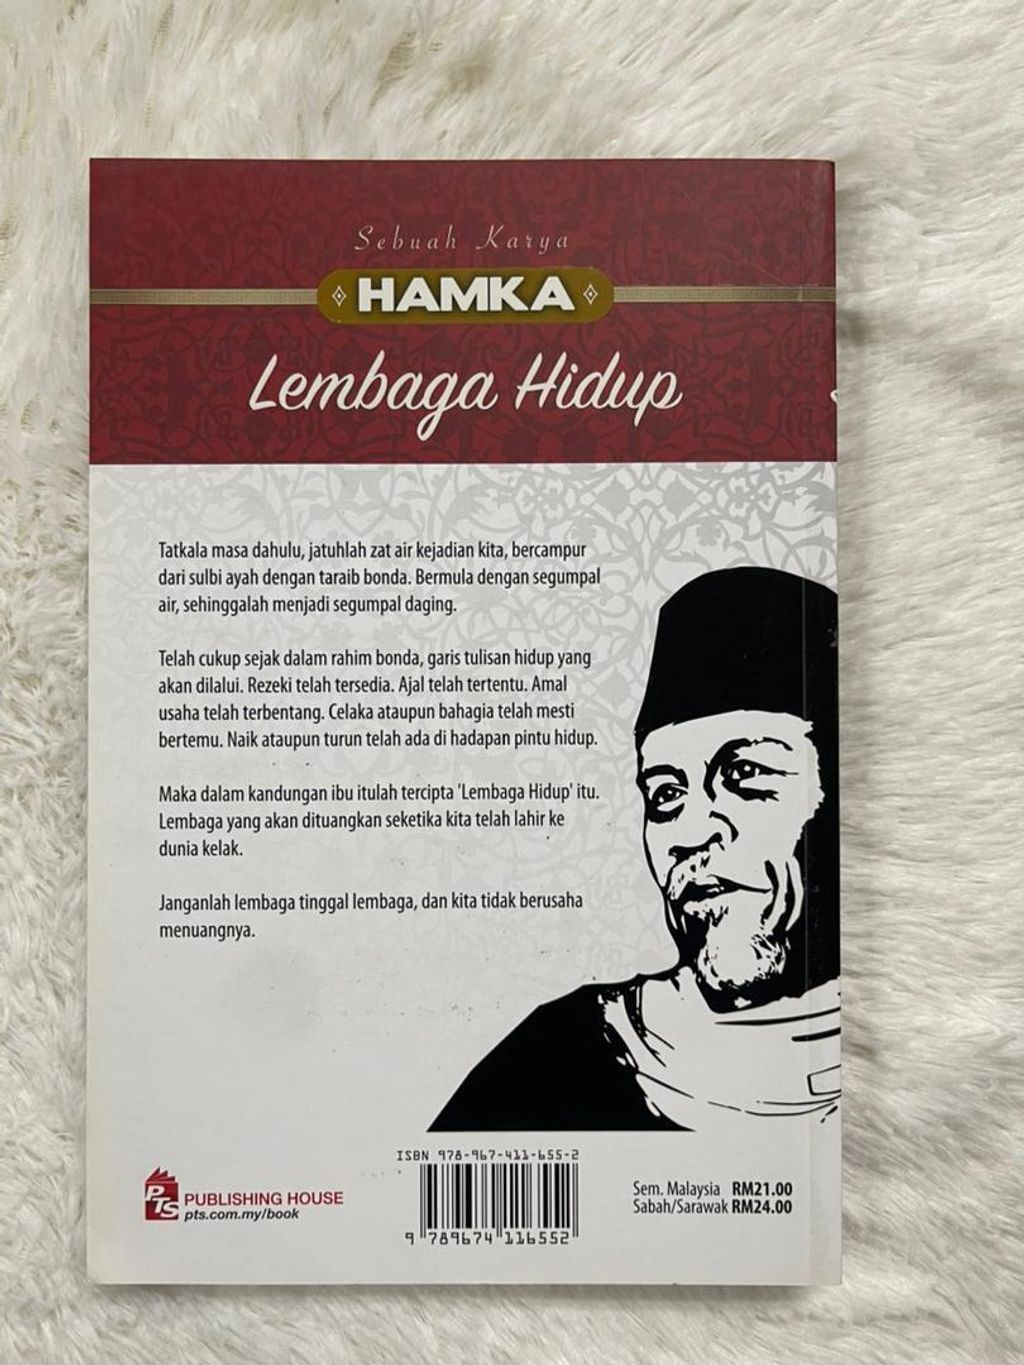 Sebuah Karya
HAMKA
Lembaga Hidup
Tatkala masa dahulu, jatuhlah zat air kejadian kita, bercampur
dari sulbi ayah dengan taraib bonda. Bermula dengan segumpal
air, sehinggalah menjadi segumpal daging.
Telah cukup sejak dalam rahim bonda, garis tulisan hidup yang
akan dilalui. Rezeki telah tersedia. Ajal telah tertentu. Amal
usaha telah terbentang. Celaka ataupun bahagia telah mesti
bertemu. Naik ataupun turun telah ada di hadapan pintu hidup.
Maka dalam kandungan ibu itulah tercipta 'Lembaga Hidup' itu.
Lembaga yang akan dituangkan seketika kita telah lahir ke
dunia kelak.
Janganlah lembaga tinggal lembaga, dan kita tidak berusaha
menuangnya.
ISBN 978-967-411-655-2
9 789674 116552
PTS PUBLISHING HOUSE
pts.com.my/book
Sem. Malaysia RM21.00
Sabah/Sarawak RM24.00